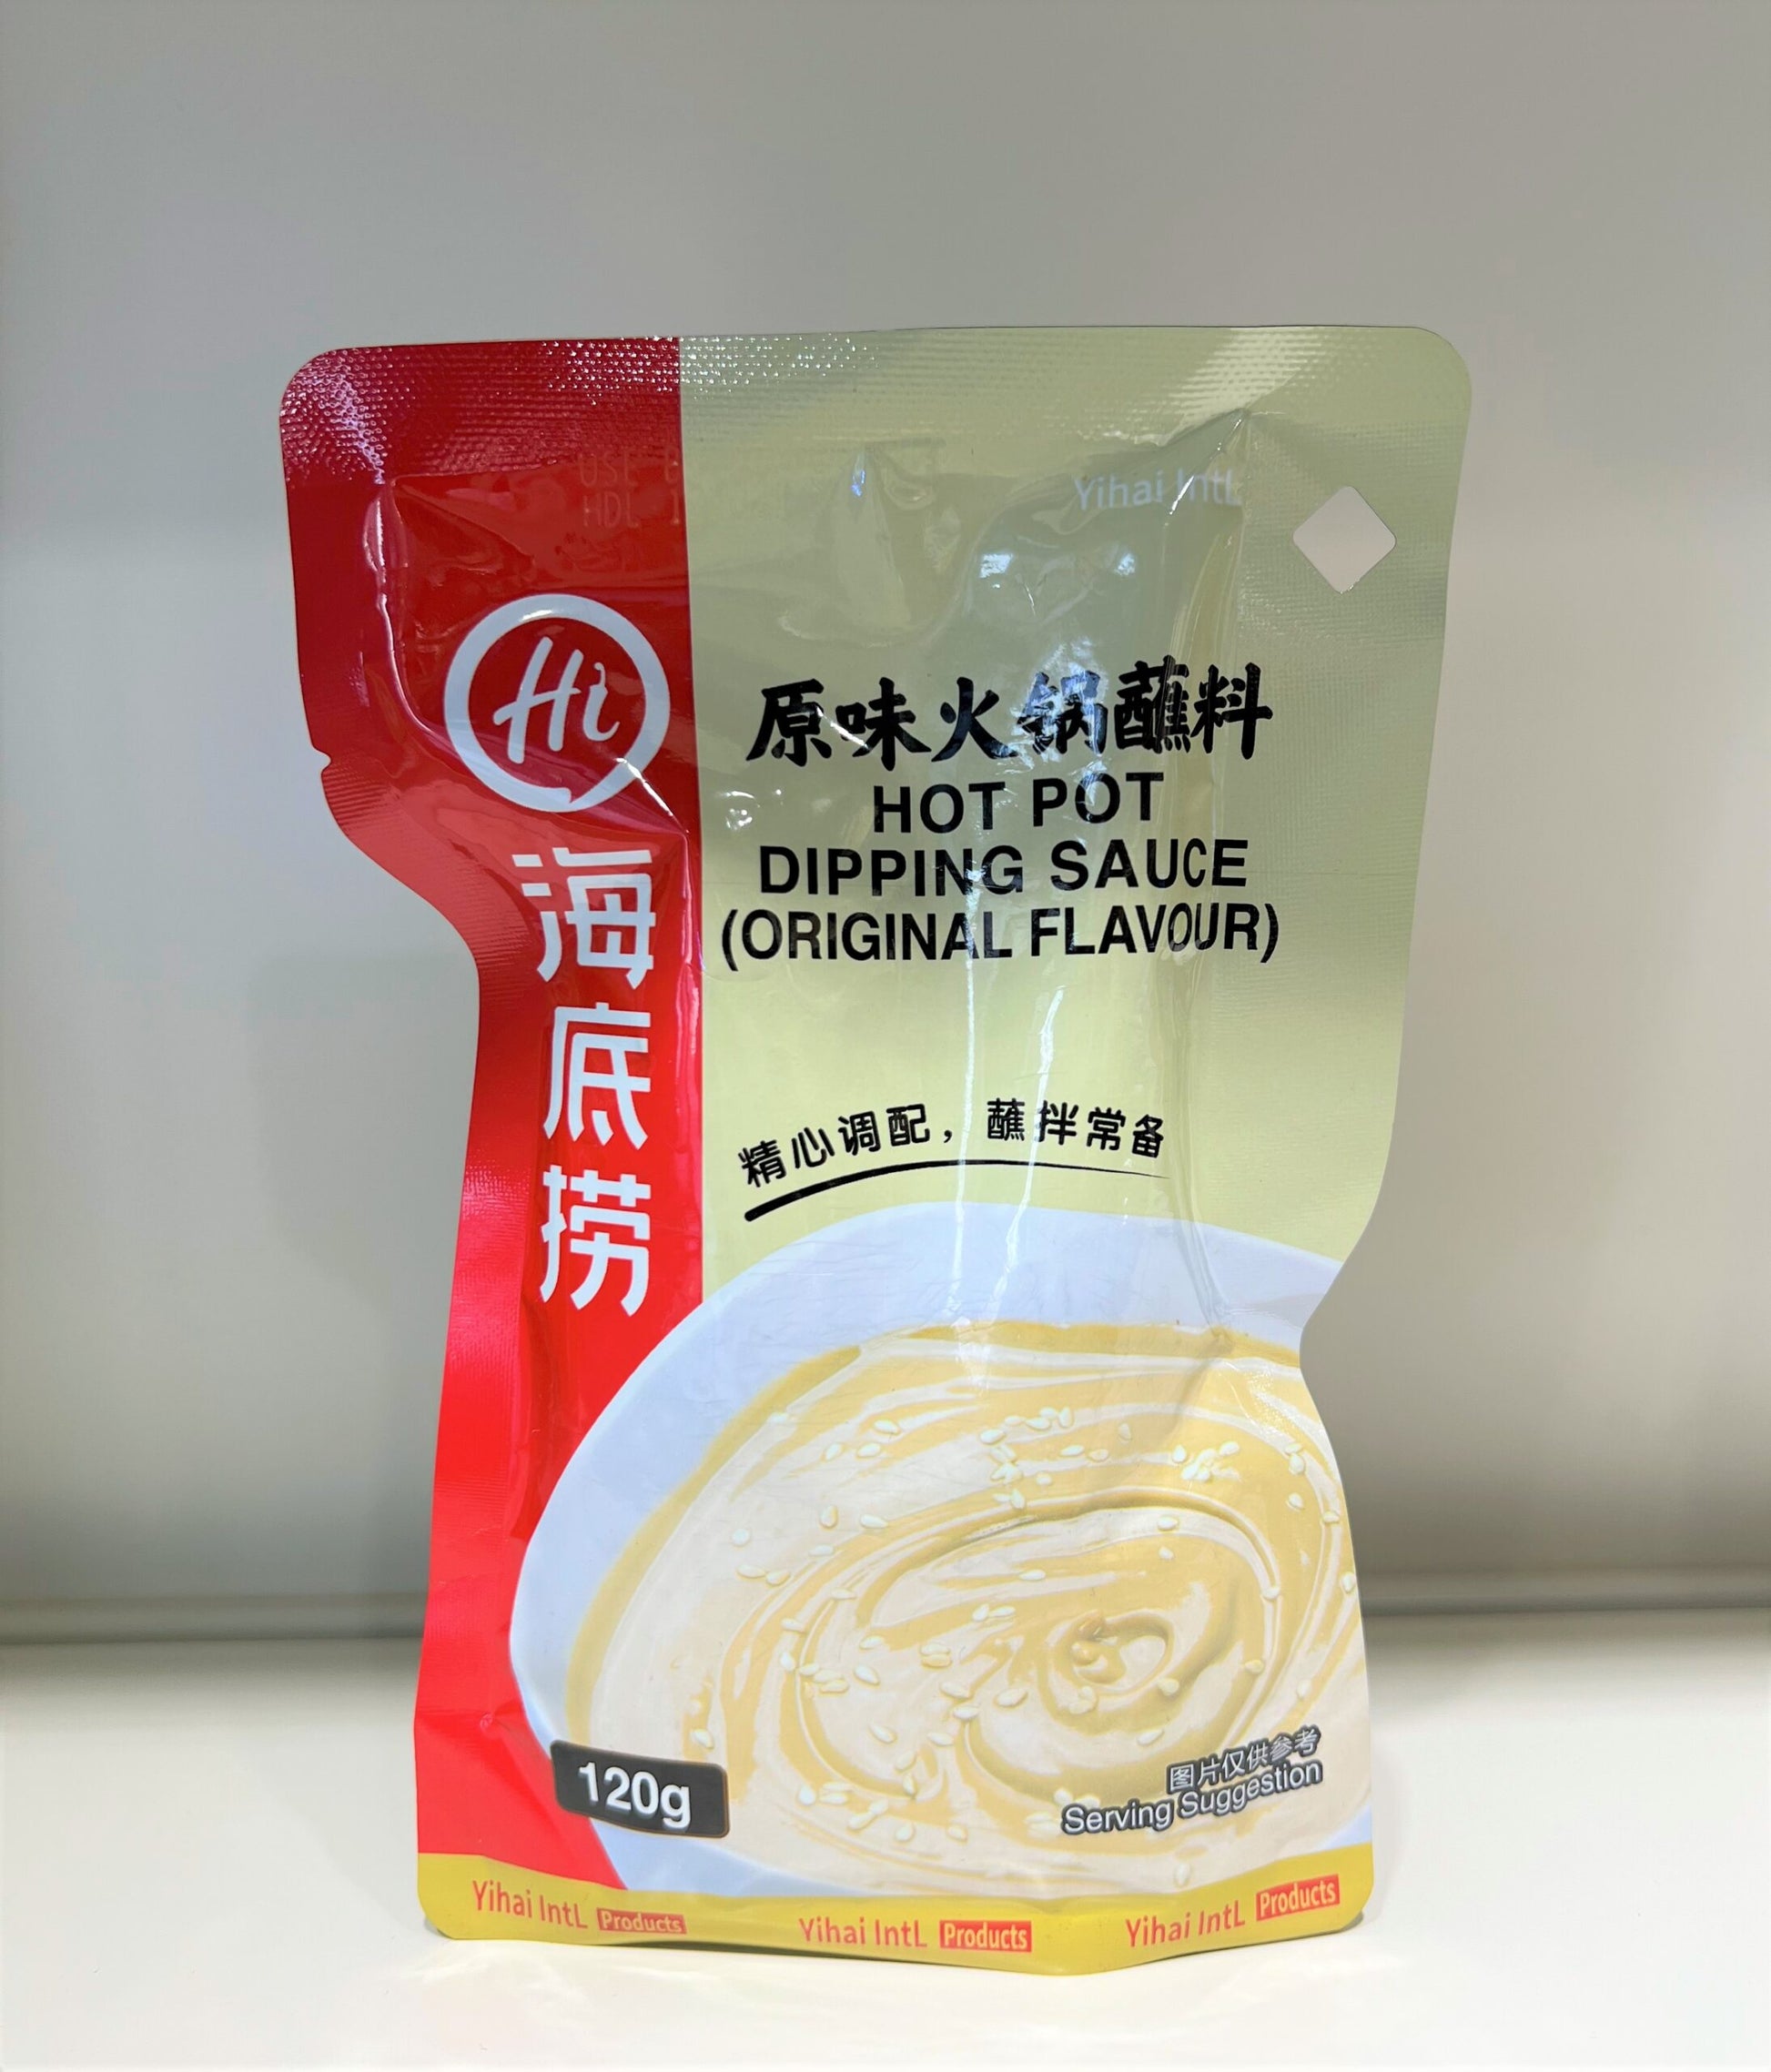 Yihai IntL
Hi
海底捞
原味火锅蘸料
HOT POT
DIPPING SAUCE
(ORIGINAL FLAVOUR)
精心调配，蘸拌常备
120g
图片仅供参考
Serving Suggestion
Yihai IntL Products
Yihai IntL Products
Yihai IntL Products